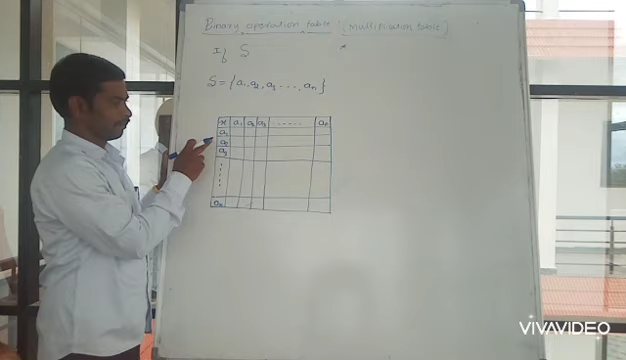 Binary operation table (Multiplication table)
If S
S = {a₁, a₂, a₃ ..., aₙ}
* a₁ a₂ a₃ ...... aₙ
a₁
a₂
a₃
aₙ
VIVAVIDEO